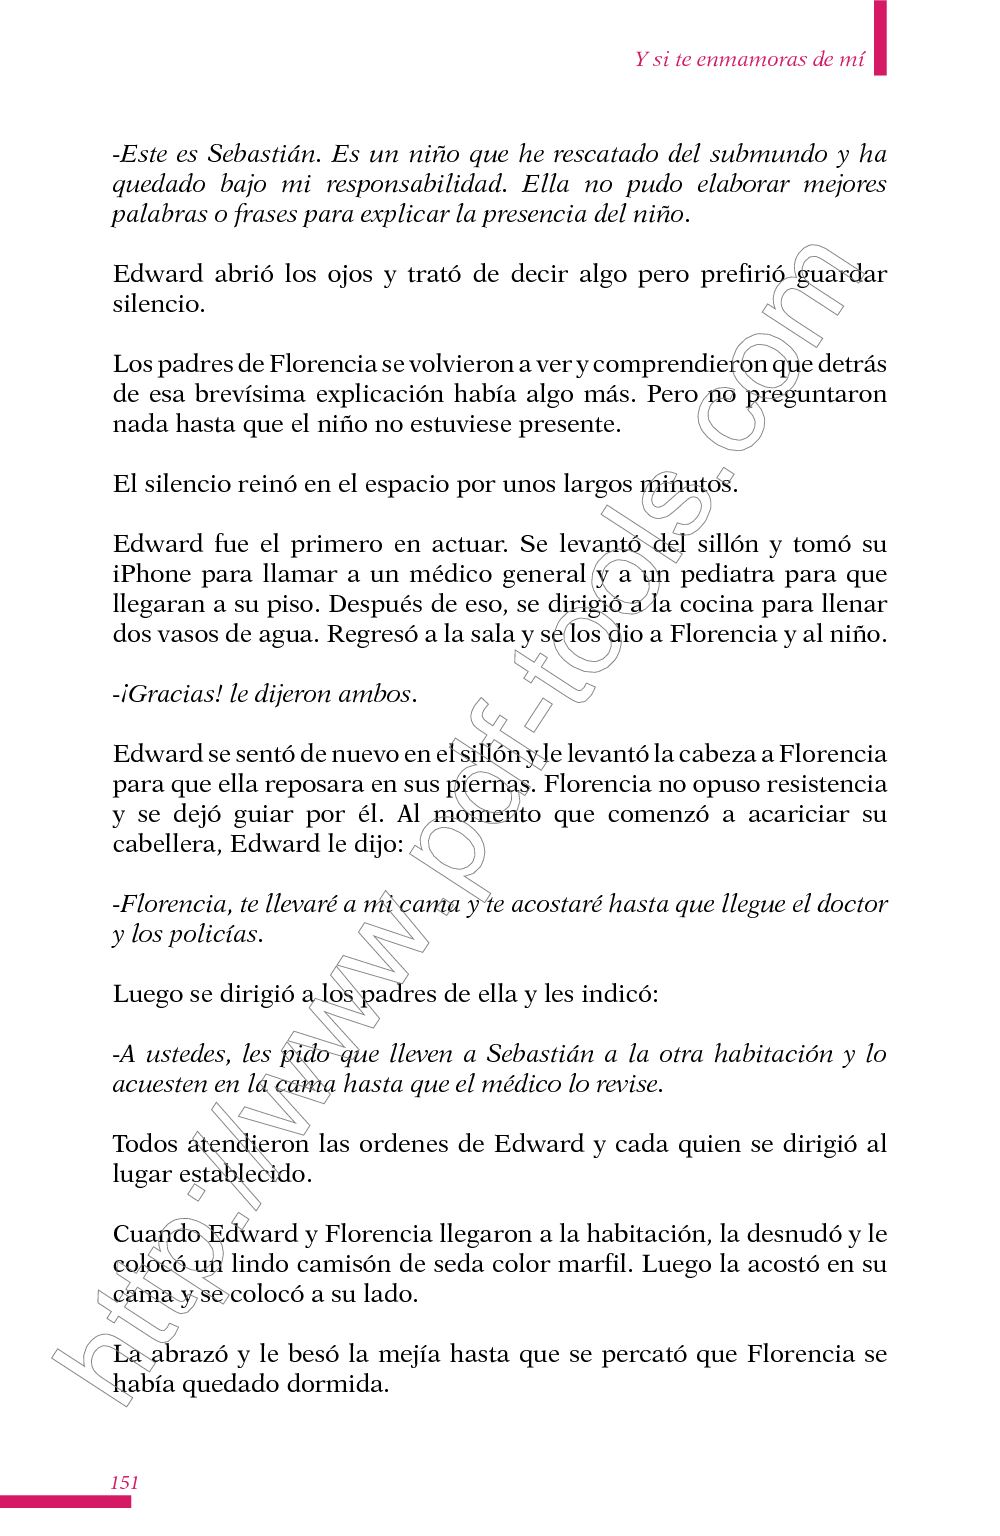 Y si te enmamoras de mí
-Este es Sebastián. Es un niño que he rescatado del submundo y ha
quedado bajo mi responsabilidad. Ella no pudo elaborar mejores
palabras o frases para explicar la presencia del niño.
Edward abrió los ojos y trató de decir algo pero prefirió guardar
silencio.
Los padres de Florencia se volvieron a ver y comprendieron que detrás
de esa brevísima explicación había algo más. Pero no preguntaron
nada hasta que el niño no estuviese presente.
El silencio reinó en el espacio por unos largos minutos.
Edward fue el primero en actuar. Se levantó del sillón y tomó su
iPhone para llamar a un médico general y a un pediatra para que
llegaran a su piso. Después de eso, se dirigió a la cocina para llenar
dos vasos de agua. Regresó a la sala y se los dio a Florencia y al niño.
-¡Gracias! le dijeron ambos.
Edward se sentó de nuevo en el sillón y le levantó la cabeza a Florencia
para que ella reposara en sus piernas. Florencia no opuso resistencia
y se dejó guiar por él. Al momento que comenzó a acariciar su
cabellera, Edward le dijo:
-Florencia, te llevaré a mi cama y te acostaré hasta que llegue el doctor
y los policías.
Luego se dirigió a los padres de ella y les indicó:
-A ustedes, les pido que lleven a Sebastián a la otra habitación y lo
acuesten en la cama hasta que el médico lo revise.
Todos atendieron las ordenes de Edward y cada quien se dirigió al
lugar establecido.
Cuando Edward y Florencia llegaron a la habitación, la desnudó y le
colocó un lindo camisón de seda color marfil. Luego la acostó en su
cama y se colocó a su lado.
La abrazó y le besó la mejía hasta que se percató que Florencia se
había quedado dormida.
151
http://www.pdf-tools.com